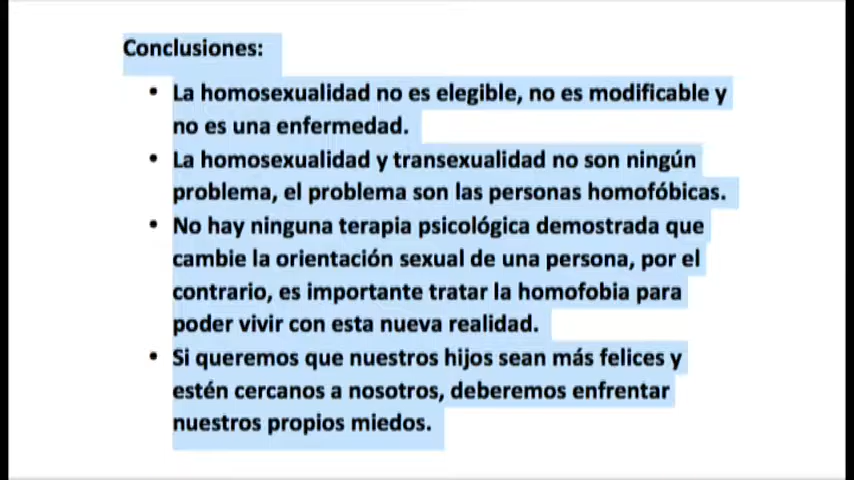 Conclusiones:
• La homosexualidad no es elegible, no es modificable y
no es una enfermedad.
• La homosexualidad y transexualidad no son ningún
problema, el problema son las personas homofóbicas.
• No hay ninguna terapia psicológica demostrada que
cambie la orientación sexual de una persona, por el
contrario, es importante tratar la homofobia para
poder vivir con esta nueva realidad.
• Si queremos que nuestros hijos sean más felices y
estén cercanos a nosotros, deberemos enfrentar
nuestros propios miedos.